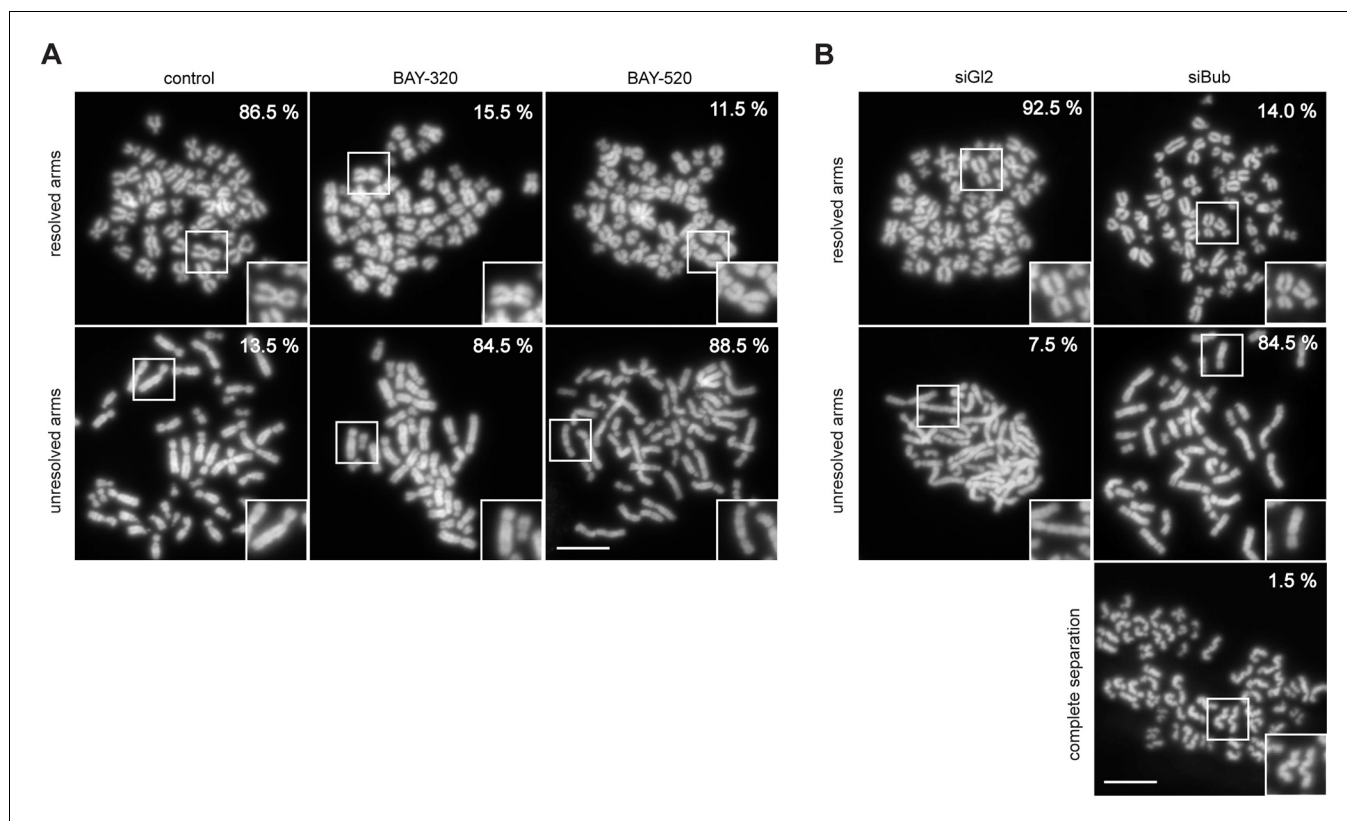 A
B
control
BAY-320
BAY-520
siGl2
siBub
resolved arms
86.5 %
15.5 %
11.5 %
resolved arms
92.5 %
14.0 %
unresolved arms
13.5 %
84.5 %
88.5 %
unresolved arms
7.5 %
84.5 %
complete separation
1.5 %